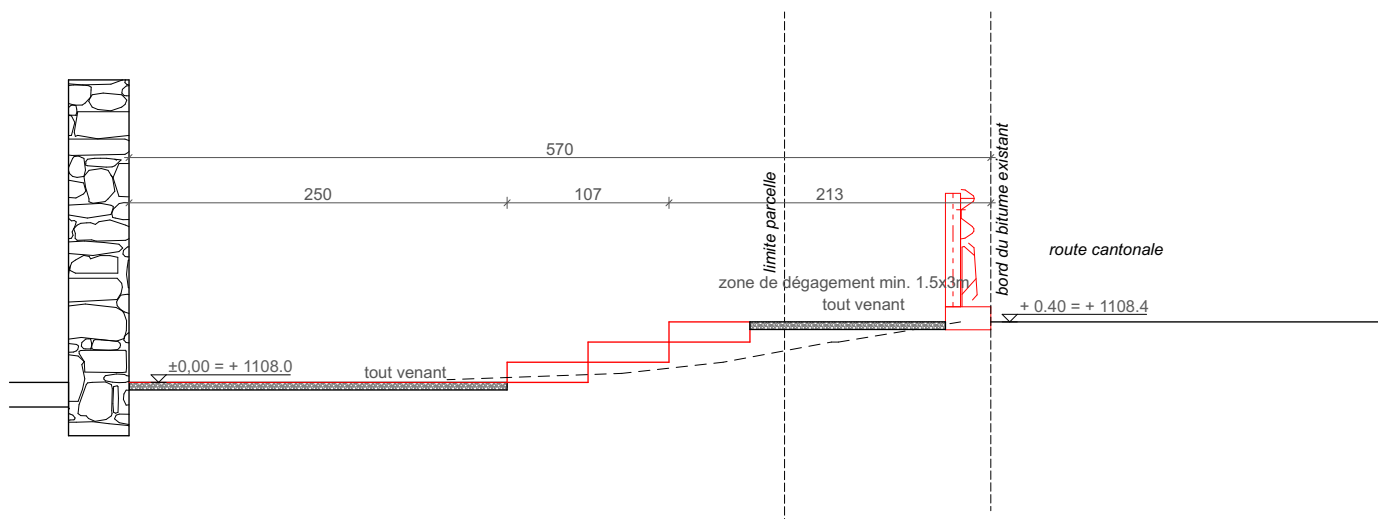 570
250
107
213
limite parcelle
bord du bitume existant
route cantonale
zone de dégagement min. 1.5x3m
tout venant
+ 0.40 = + 1108.4
±0,00 = + 1108.0
tout venant